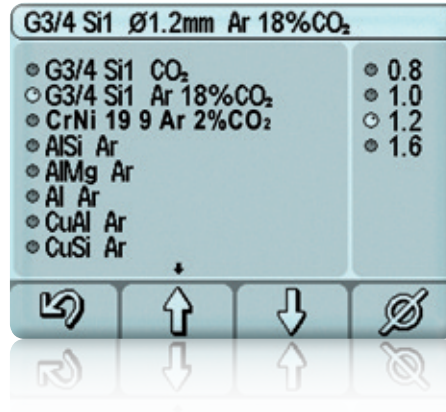 G3/4 Si1 Ø1.2mm Ar 18%CO₂
G3/4 Si1 CO₂
G3/4 Si1 Ar 18%CO₂
CrNi 19 9 Ar 2%CO₂
AlSi Ar
AlMg Ar
Al Ar
CuAl Ar
CuSi Ar
0.8
1.0
1.2
1.6